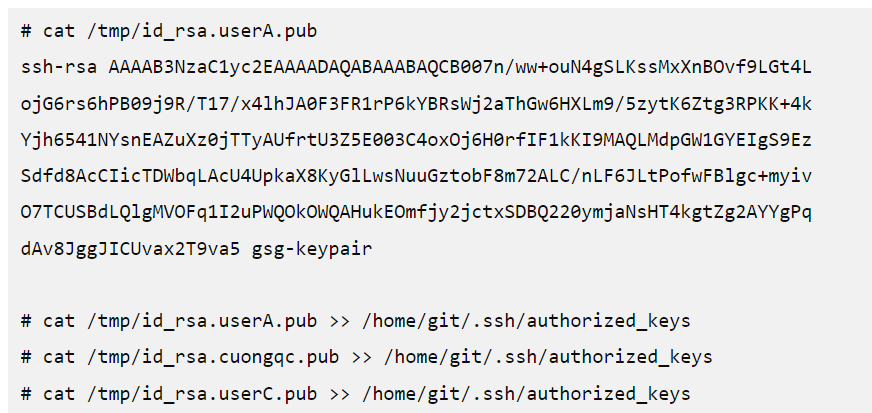 # cat /tmp/id_rsa.userA.pub
ssh-rsa AAAAB3NzaC1yc2EAAAADAQABAAABAQCB007n/ww+ouN4gSLKssMxXnBOvf9LGt4L
ojG6rs6hPB09j9R/T17/x4lhJA0F3FR1rP6kYBRsWj2aThGw6HXLm9/5zytK6Ztg3RPKK+4k
Yjh6541NYsnEAZuXz0jTTyAUfrtU3Z5E003C4oxOj6H0rfIF1kKI9MAQLMdpGW1GYEIgS9Ez
Sdfd8AcCIicTDWbqLAcU4UpkaX8KyGlLwsNuuGztobF8m72ALC/nLF6JLtPofwFBlgc+myiv
O7TCUSBdLQlgMVOFq1I2uPWQOkOWQAHukEOmfjy2jctxSDBQ220ymjaNsHT4kgtZg2AYYgPq
dAv8JggJICUvax2T9va5 gsg-keypair
# cat /tmp/id_rsa.userA.pub >> /home/git/.ssh/authorized_keys
# cat /tmp/id_rsa.cuongqc.pub >> /home/git/.ssh/authorized_keys
# cat /tmp/id_rsa.userC.pub >> /home/git/.ssh/authorized_keys